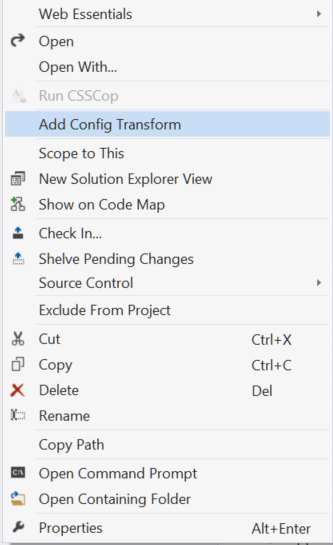 Web Essentials
Open
Open With...
Run CSSCop
Add Config Transform
Scope to This
New Solution Explorer View
Show on Code Map
Check In...
Shelve Pending Changes
Source Control
Exclude From Project
Cut Ctrl+X
Copy Ctrl+C
Delete Del
Rename
Copy Path
Open Command Prompt
Open Containing Folder
Properties Alt+Enter